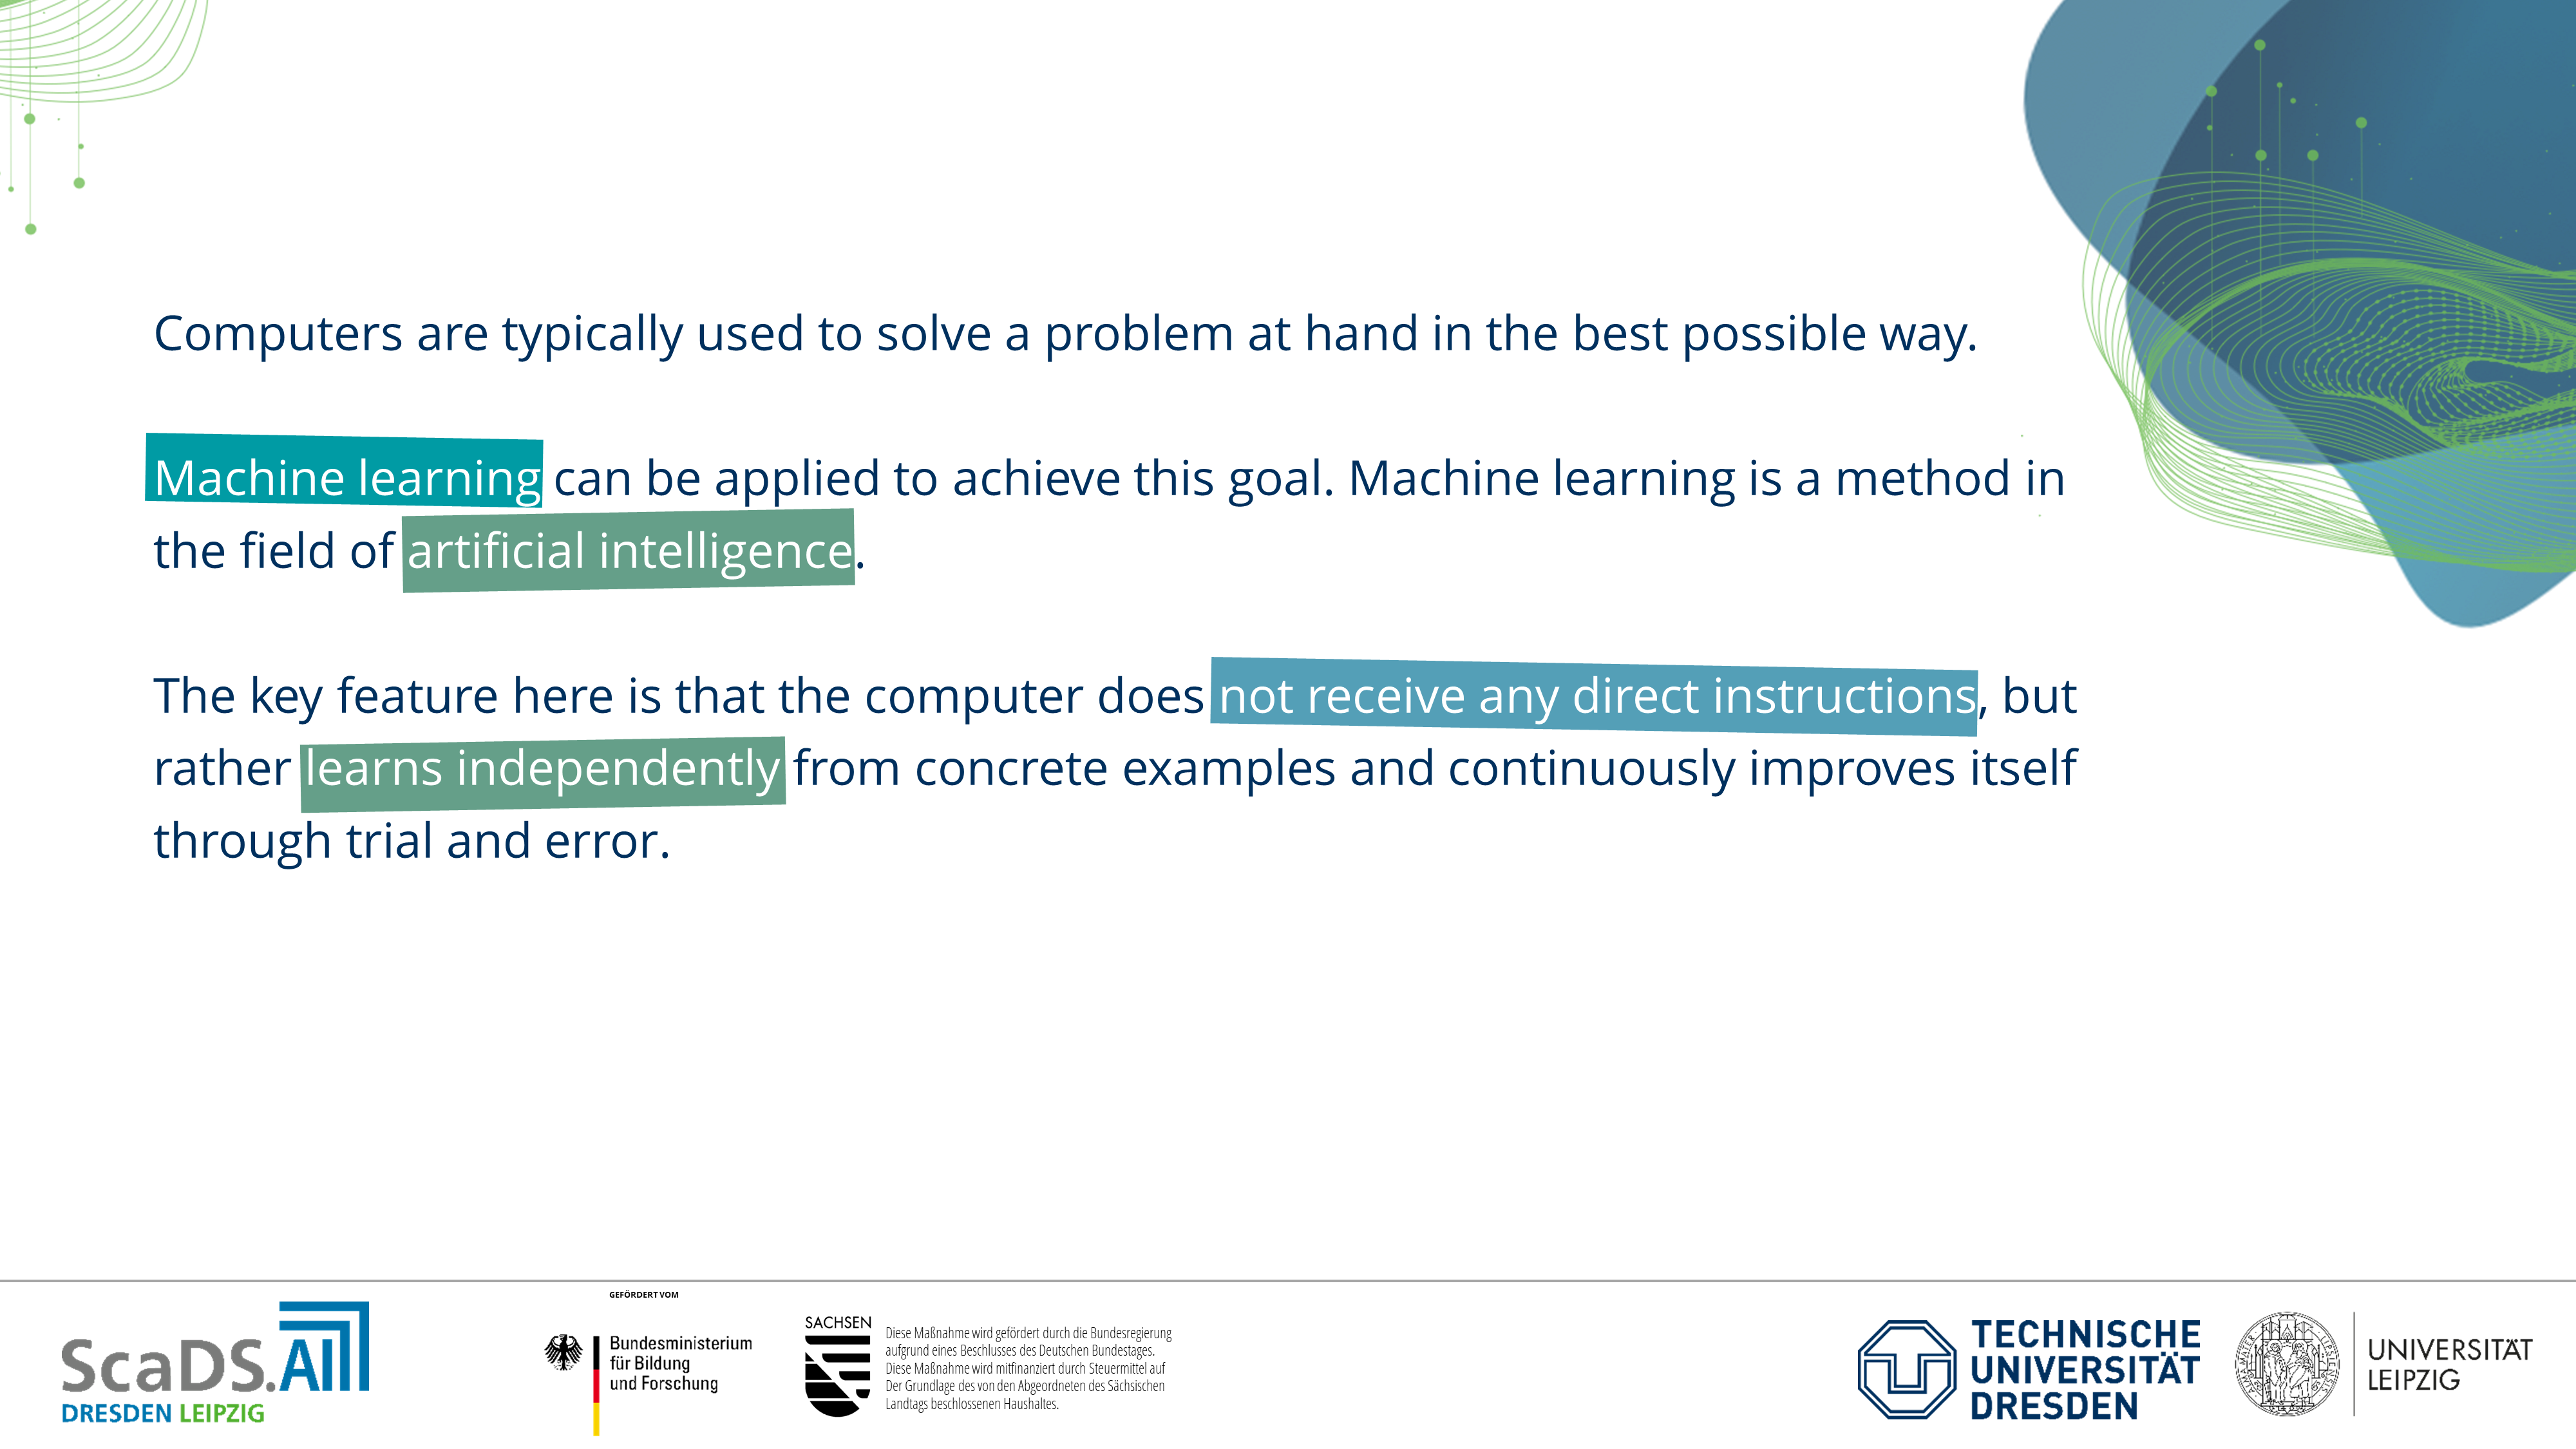 Computers are typically used to solve a problem at hand in the best possible way.
Machine learning can be applied to achieve this goal. Machine learning is a method in
the field of artificial intelligence.
The key feature here is that the computer does not receive any direct instructions, but
rather learns independently from concrete examples and continuously improves itself
through trial and error.
ScaDS.AI
DRESDEN LEIPZIG
GEFÖRDERT VOM
Bundesministerium
für Bildung
und Forschung
SACHSEN
Diese Maßnahme wird gefördert durch die Bundesregierung
aufgrund eines Beschlusses des Deutschen Bundestages.
Diese Maßnahme wird mitfinanziert durch Steuermittel auf
Der Grundlage des von den Abgeordneten des Sächsischen
Landtags beschlossenen Haushaltes.
TECHNISCHE
UNIVERSITÄT
DRESDEN
UNIVERSITÄT
LEIPZIG